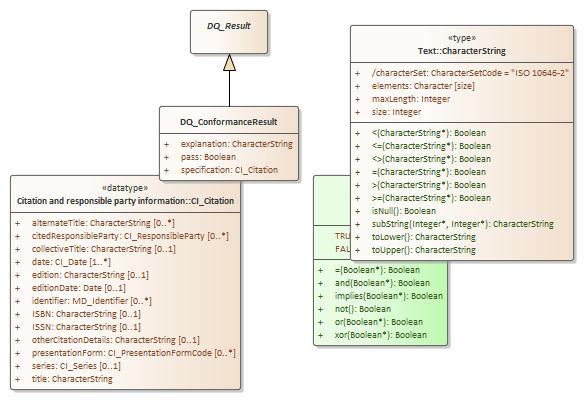 DQ_Result
«type»
Text::CharacterString
+ /characterSet: CharacterSetCode = "ISO 10646-2"
+ elements: Character [size]
+ maxLength: Integer
+ size: Integer
+ <(CharacterString*): Boolean
+ <=(CharacterString*): Boolean
+ <>(CharacterString*): Boolean
+ =(CharacterString*): Boolean
+ >(CharacterString*): Boolean
+ >=(CharacterString*): Boolean
+ isNull(): Boolean
+ subString(Integer*, Integer*): CharacterString
+ toLower(): CharacterString
+ toUpper(): CharacterString
DQ_ConformanceResult
+ explanation: CharacterString
+ pass: Boolean
+ specification: CI_Citation
«datatype»
Citation and responsible party information::CI_Citation
+ alternateTitle: CharacterString [0..*]
+ citedResponsibleParty: CI_ResponsibleParty [0..*]
+ collectiveTitle: CharacterString [0..1]
+ date: CI_Date [1..*]
+ edition: CharacterString [0..1]
+ editionDate: Date [0..1]
+ identifier: MD_Identifier [0..*]
+ ISBN: CharacterString [0..1]
+ ISSN: CharacterString [0..1]
+ otherCitationDetails: CharacterString [0..1]
+ presentationForm: CI_PresentationFormCode [0..*]
+ series: CI_Series [0..1]
+ title: CharacterString
TRU
FAL
+ =(Boolean*): Boolean
+ and(Boolean*): Boolean
+ implies(Boolean*): Boolean
+ not(): Boolean
+ or(Boolean*): Boolean
+ xor(Boolean*): Boolean